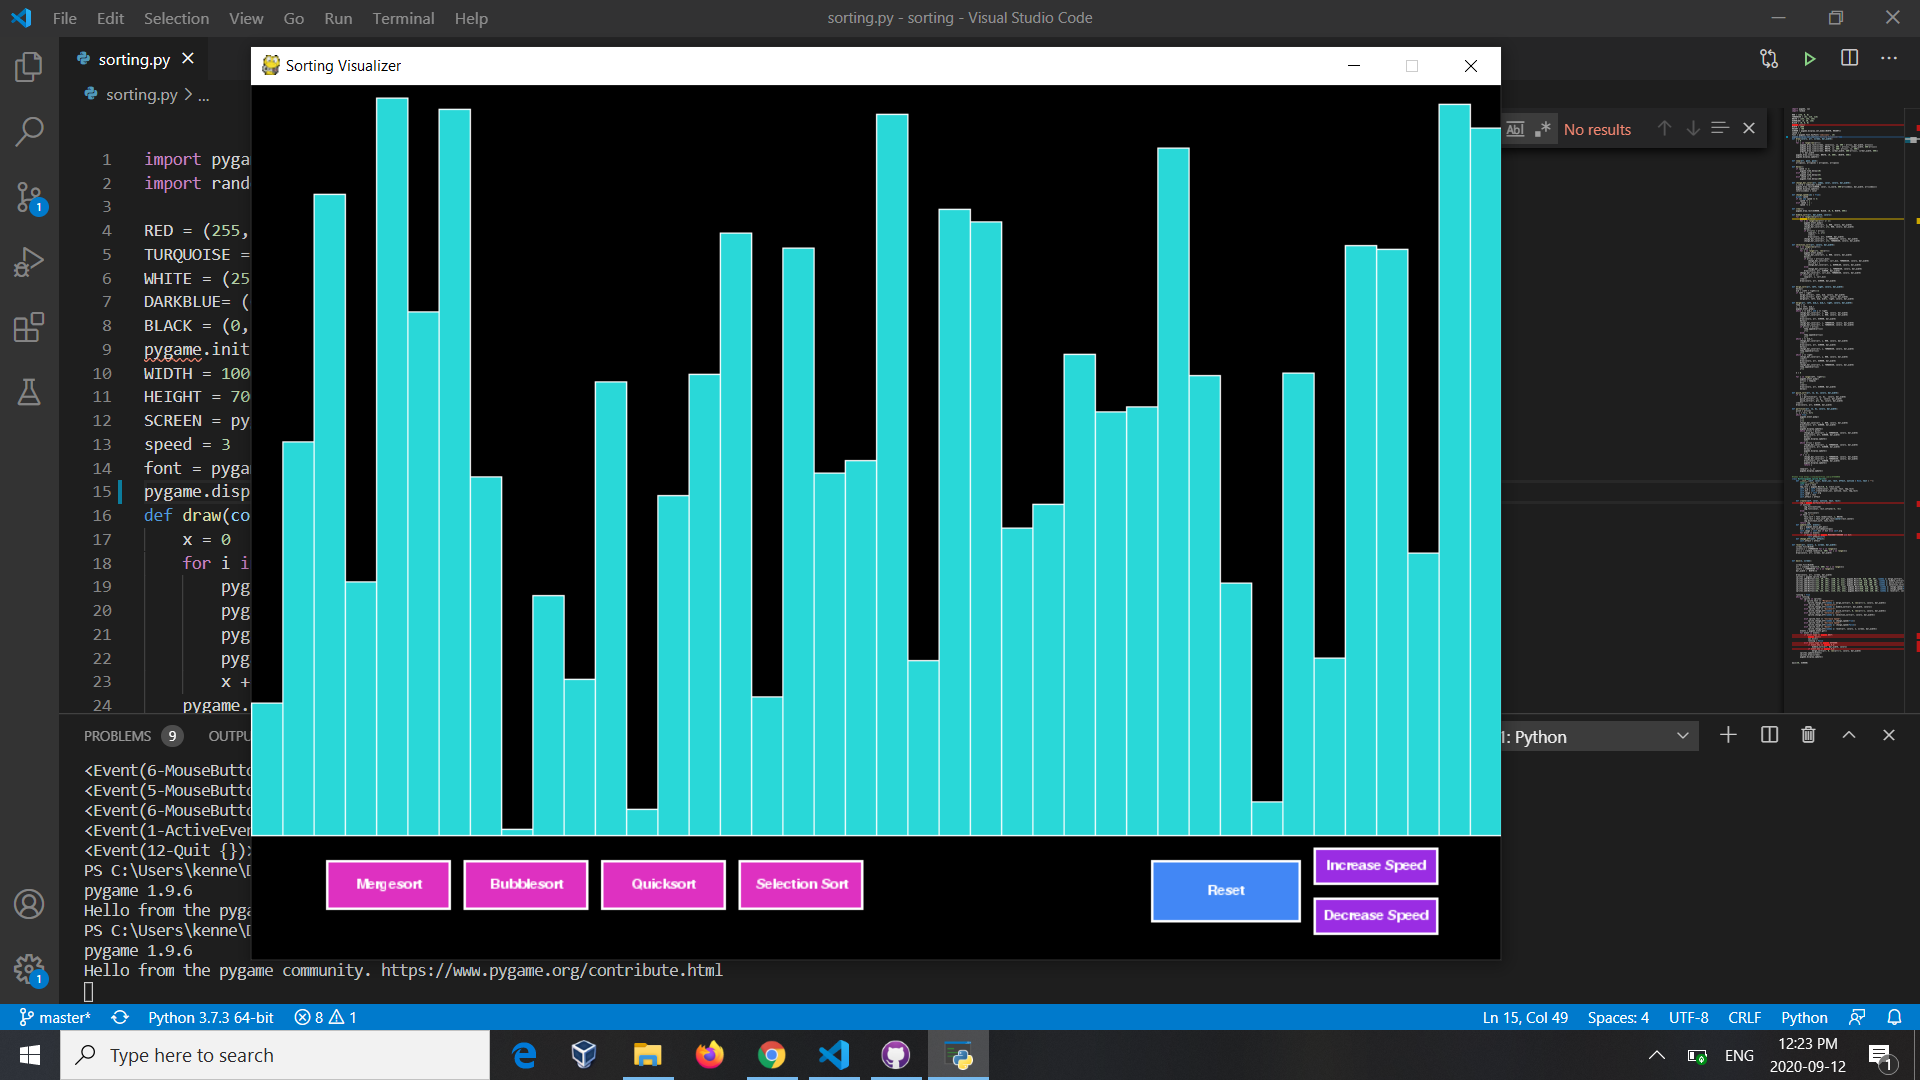 File Edit Selection View Go Run Terminal Help
sorting.py - sorting - Visual Studio Code
sorting.py
Sorting Visualizer
sorting.py > ...
Abl
.*
No results
1 import pyga
2 import rand
3
4 RED = (255,
5 TURQUOISE =
6 WHITE = (25
7 DARKBLUE= (
8 BLACK = (0,
9 pygame.init
10 WIDTH = 100
11 HEIGHT = 70
12 SCREEN = py
13 speed = 3
14 font = pyga
15 pygame.disp
16 def draw(co
17 x = 0
18 for i i
19 pyg
20 pyg
21 pyg
22 pyg
23 x +
24 pygame.
1
1
PROBLEMS 9 OUTPU
1: Python
<Event(6-MouseButto
<Event(5-MouseButto
<Event(6-MouseButto
<Event(1-ActiveEven
<Event(12-Quit {})>
PS C:\Users\kenne\D
pygame 1.9.6
Hello from the pyga
PS C:\Users\kenne\D
pygame 1.9.6
Hello from the pygame community. https://www.pygame.org/contribute.html
Mergesort
Bubblesort
Quicksort
Selection Sort
Reset
Increase Speed
Decrease Speed
master* Python 3.7.3 64-bit 8 1
Ln 15, Col 49 Spaces: 4 UTF-8 CRLF Python
Type here to search
ENG
12:23 PM
2020-09-12
1